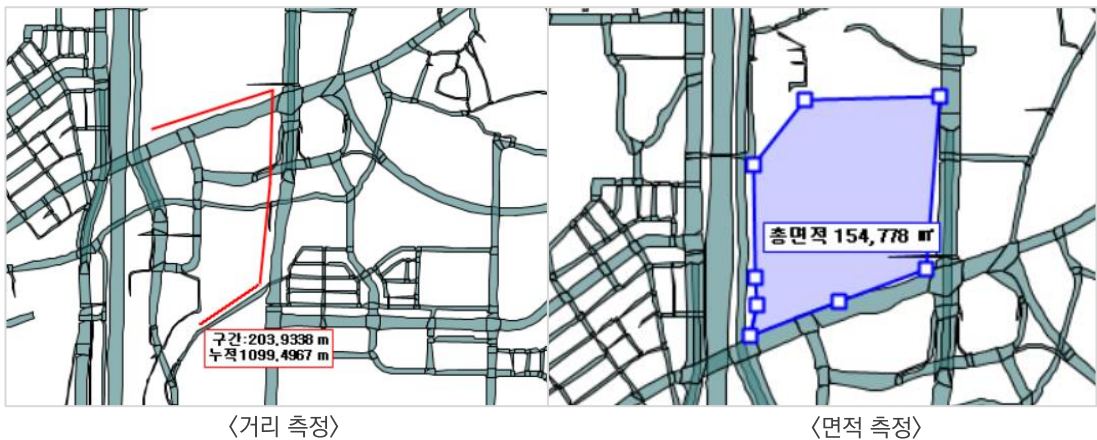 구간:203,9338 m
누적1099,4967 m
총면적 154,778 ㎡
〈거리 측정〉
〈면적 측정〉